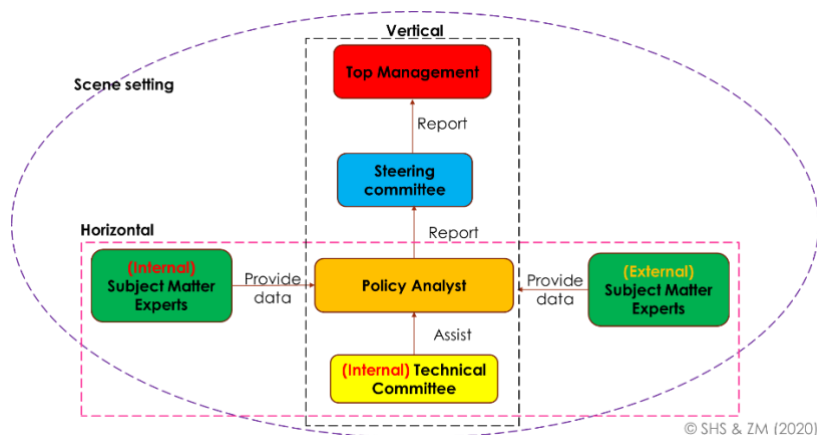 Vertical
Top Management
Scene setting
Report
Steering
committee
Horizontal
Report
(Internal)
Subject Matter
Experts
Provide
data
Policy Analyst
Provide
data
(External)
Subject Matter
Experts
Assist
(Internal) Technical
Committee
© SHS & ZM (2020)